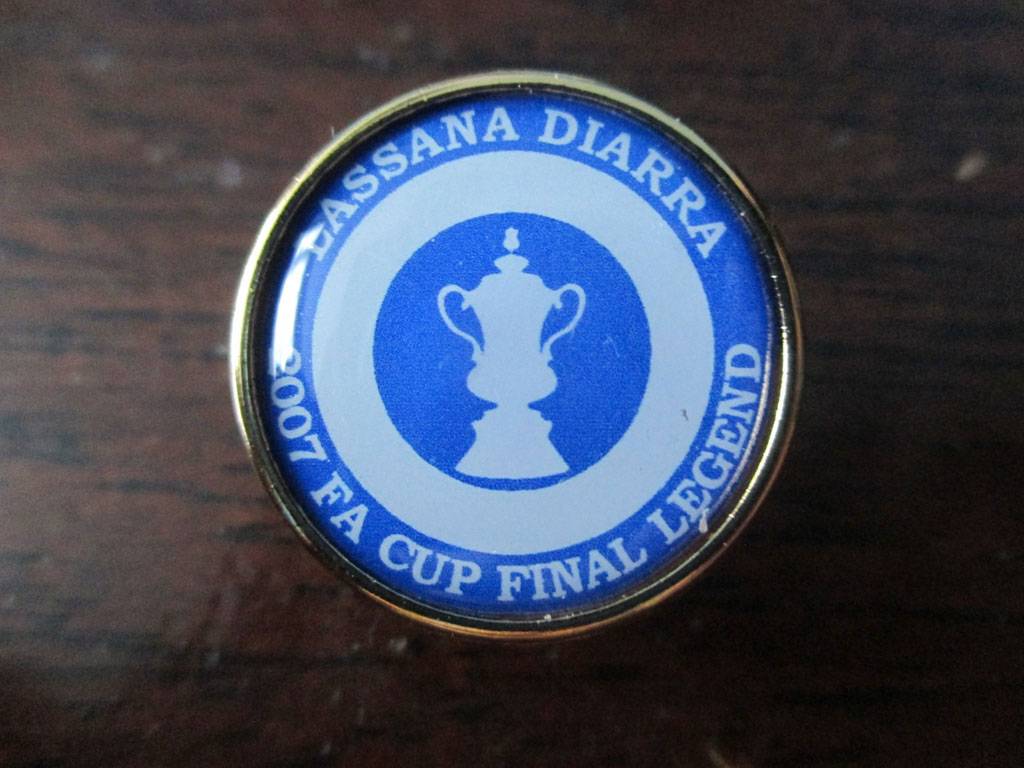 LASSANA DIARRA
2007 FA CUP FINAL LEGEND